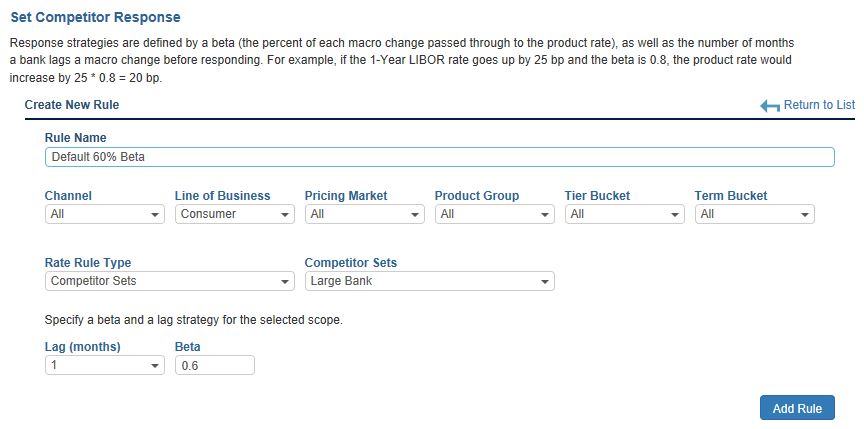 Set Competitor Response
Response strategies are defined by a beta (the percent of each macro change passed through to the product rate), as well as the number of months
a bank lags a macro change before responding. For example, if the 1-Year LIBOR rate goes up by 25 bp and the beta is 0.8, the product rate would
increase by 25 * 0.8 = 20 bp.
Create New Rule Return to List
Rule Name
Default 60% Beta
Channel Line of Business Pricing Market Product Group Tier Bucket Term Bucket
All Consumer All All All All
Rate Rule Type Competitor Sets
Competitor Sets Large Bank
Specify a beta and a lag strategy for the selected scope.
Lag (months) Beta
1 0.6
Add Rule